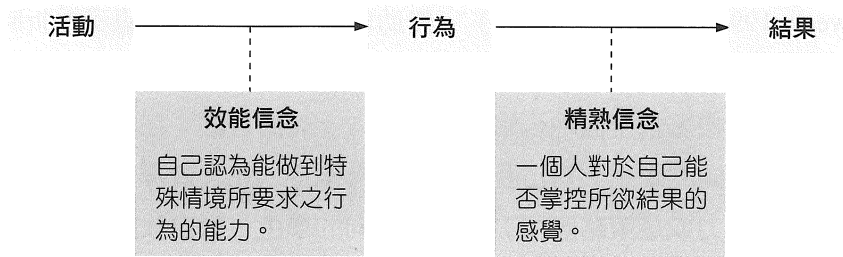 活動 行為 結果
效能信念
自己認為能做到特
殊情境所要求之行
為的能力。
精熟信念
一個人對於自己能
否掌控所欲結果的
感覺。